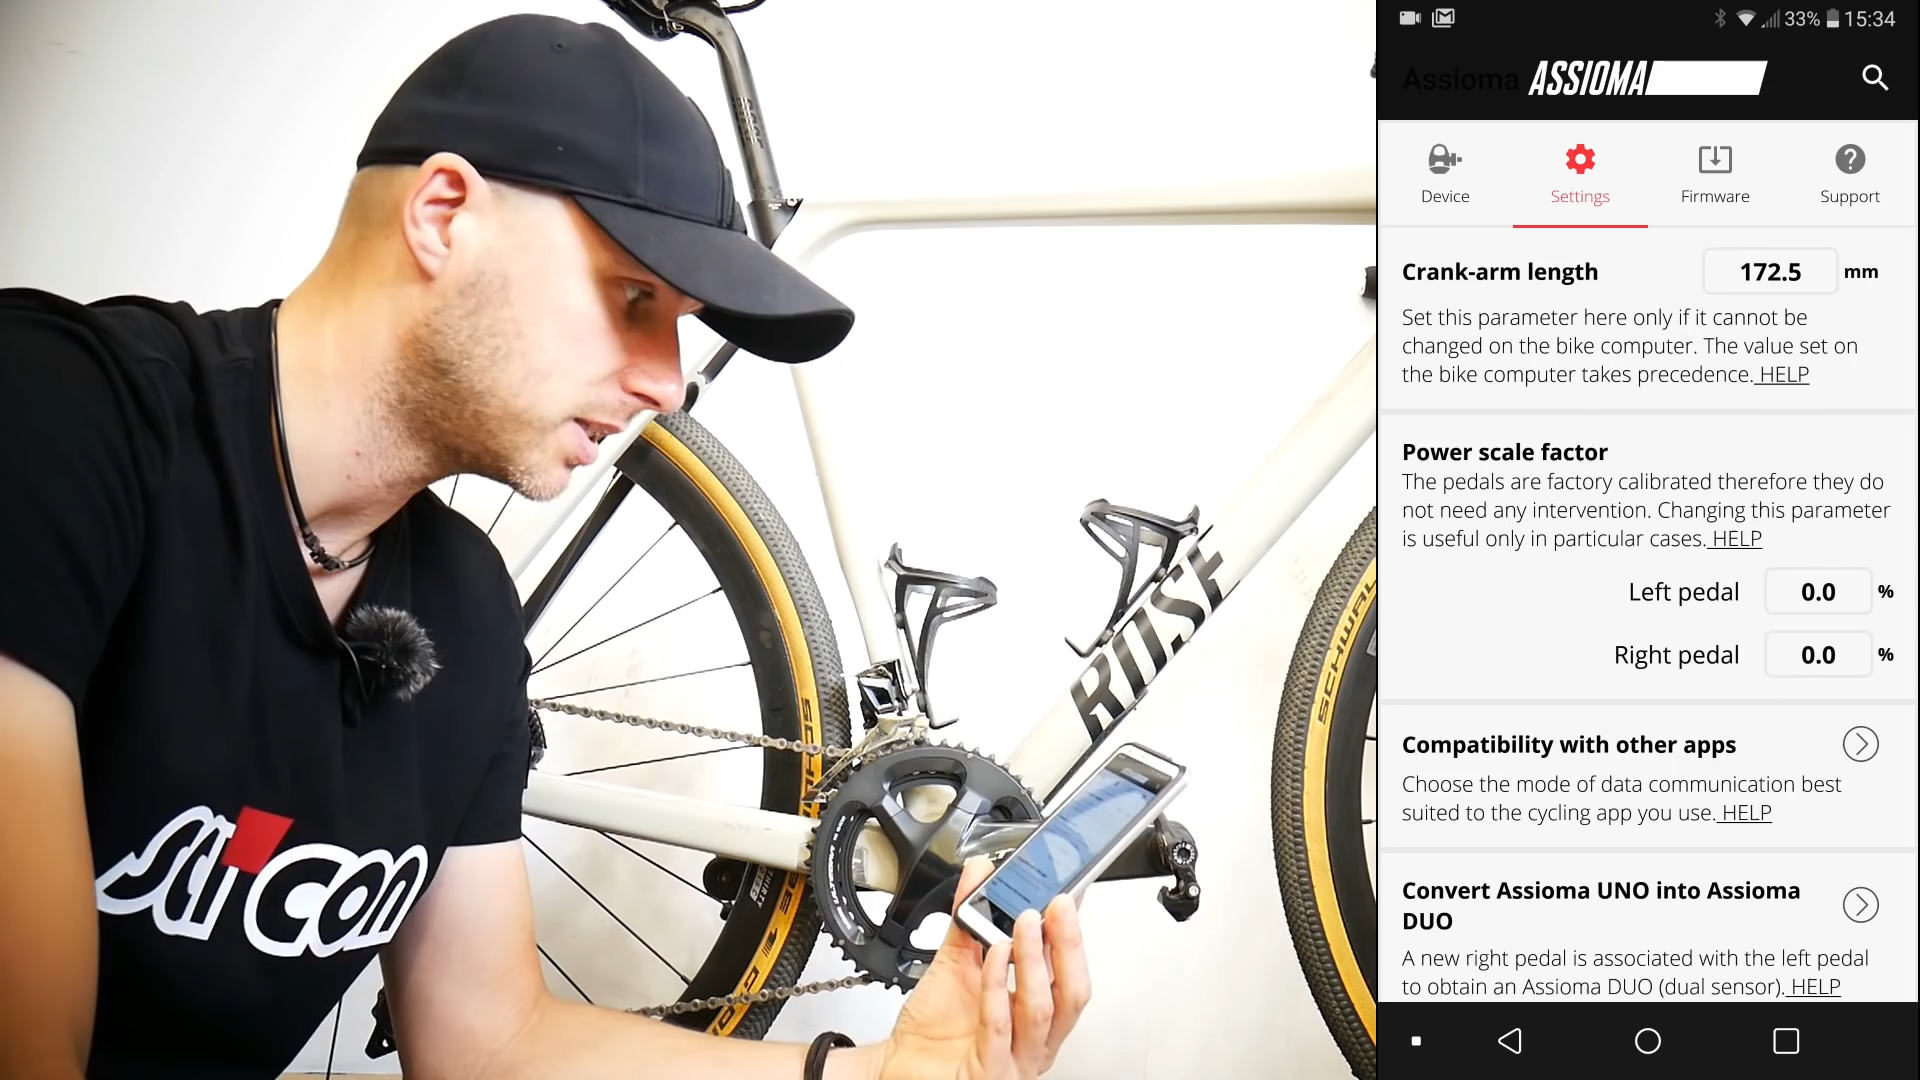 33% 15:34
Assioma ASSIOMA
Device
Settings
Firmware
Support
Crank-arm length 172.5 mm
Set this parameter here only if it cannot be
changed on the bike computer. The value set on
the bike computer takes precedence. HELP
Power scale factor
The pedals are factory calibrated therefore they do
not need any intervention. Changing this parameter
is useful only in particular cases. HELP
Left pedal 0.0 %
Right pedal 0.0 %
Compatibility with other apps
Choose the mode of data communication best
suited to the cycling app you use. HELP
Convert Assioma UNO into Assioma
DUO
A new right pedal is associated with the left pedal
to obtain an Assioma DUO (dual sensor). HELP
ROSE
SCHWAL
SCH
scicon